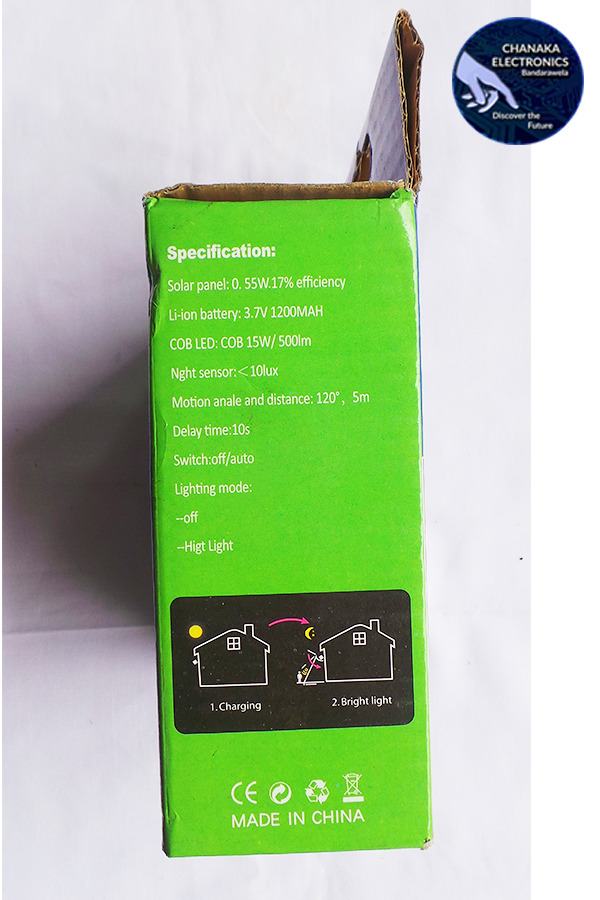 CHANAKA
ELECTRONICS
Bandarawela
Discover the
Future
Specification:
Solar panel: 0. 55W.17% efficiency
Li-ion battery: 3.7V 1200MAH
COB LED: COB 15W/ 500lm
Nght sensor:<10lux
Motion anale and distance: 120°, 5m
Delay time:10s
Switch:off/auto
Lighting mode:
--off
--Higt Light
1.Charging
2.Bright light
CE
MADE IN CHINA